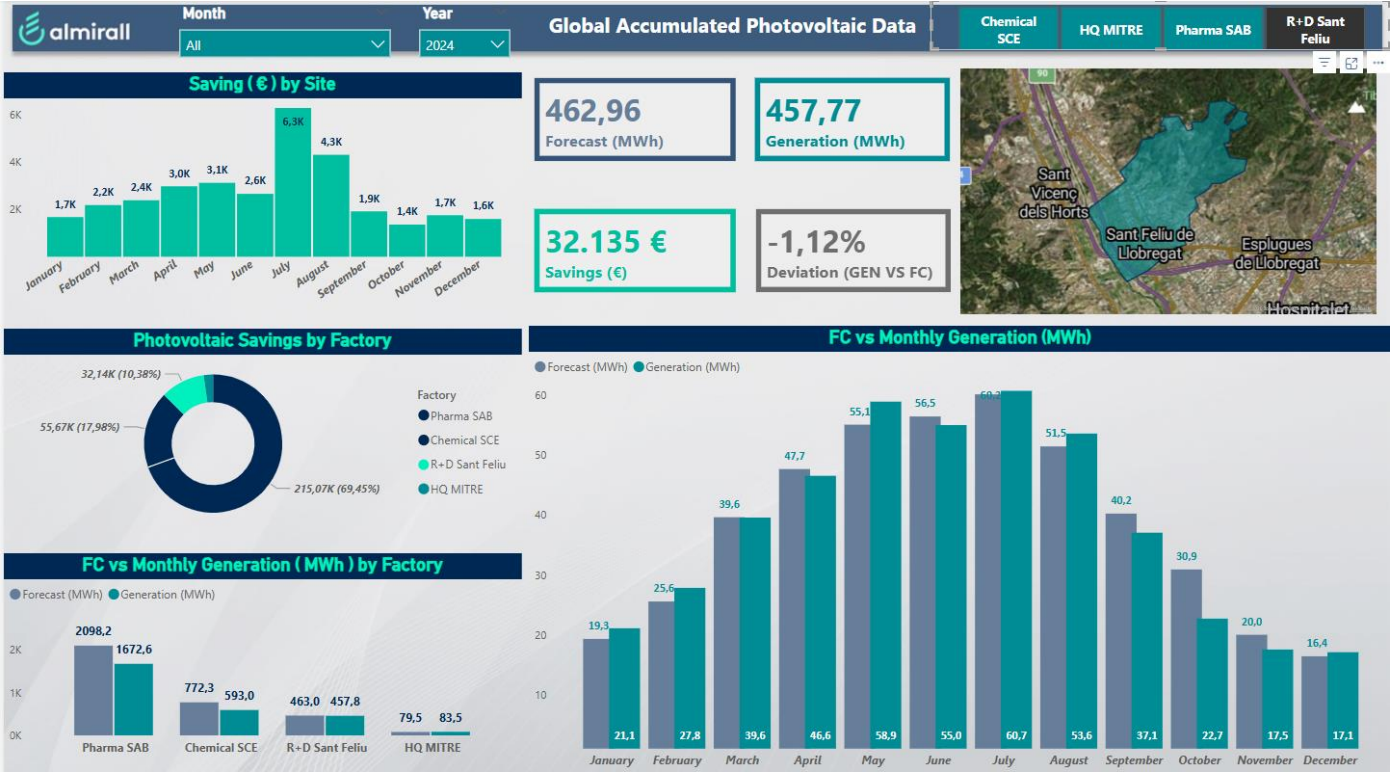 almirall
Month
All
Year
2024
Global Accumulated Photovoltaic Data
Chemical
SCE
HQ MITRE
Pharma SAB
R+D Sant
Feliu
Saving ( € ) by Site
6K
4K
2K
1,7K
2,2K
2,4K
3,0K
3,1K
2,6K
6,3K
4,3K
1,9K
1,4K
1,7K
1,6K
January
February
March
April
May
June
July
August
September
October
November
December
462,96
Forecast (MWh)
457,77
Generation (MWh)
32.135 €
Savings (€)
-1,12%
Deviation (GEN VS FC)
90
Sant
Vicenç
dels Horts
Sant Feliu de
Llobregat
Esplugues
de Llobregat
Hospitalet
Photovoltaic Savings by Factory
32,14K (10,38%)
55,67K (17,98%)
215,07K (69,45%)
Factory
Pharma SAB
Chemical SCE
R+D Sant Feliu
HQ MITRE
FC vs Monthly Generation ( MWh ) by Factory
Forecast (MWh) Generation (MWh)
2K
1K
0K
2098,2
1672,6
772,3
593,0
463,0
457,8
79,5
83,5
Pharma SAB
Chemical SCE
R+D Sant Feliu
HQ MITRE
FC vs Monthly Generation (MWh)
Forecast (MWh) Generation (MWh)
60
50
40
30
20
10
19,3
25,6
39,6
47,7
55,1
56,5
60,2
51,5
40,2
30,9
20,0
16,4
21,1
27,8
39,6
46,6
58,9
55,0
60,7
53,6
37,1
22,7
17,5
17,1
January
February
March
April
May
June
July
August
September
October
November
December